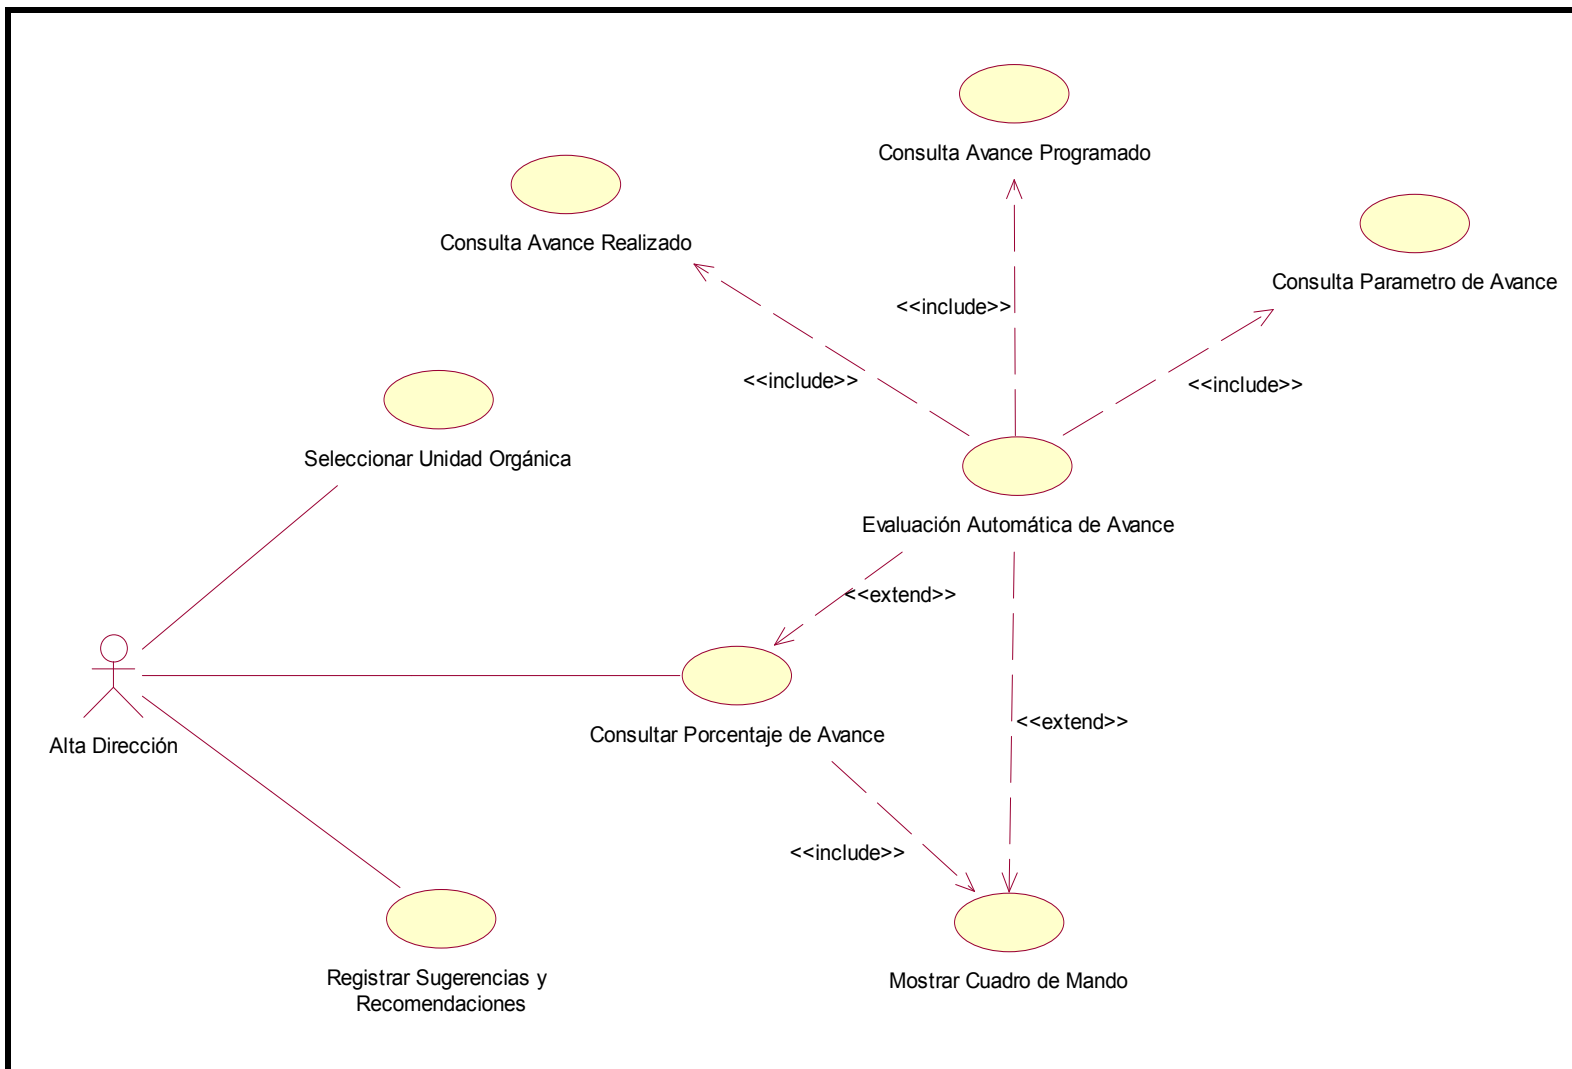 Consulta Avance Programado
Consulta Avance Realizado
Consulta Parametro de Avance
<<include>>
<<include>>
<<include>>
Seleccionar Unidad Orgánica
Evaluación Automática de Avance
<<extend>>
Alta Dirección
Consultar Porcentaje de Avance
<<extend>>
<<include>>
Registrar Sugerencias y
Recomendaciones
Mostrar Cuadro de Mando